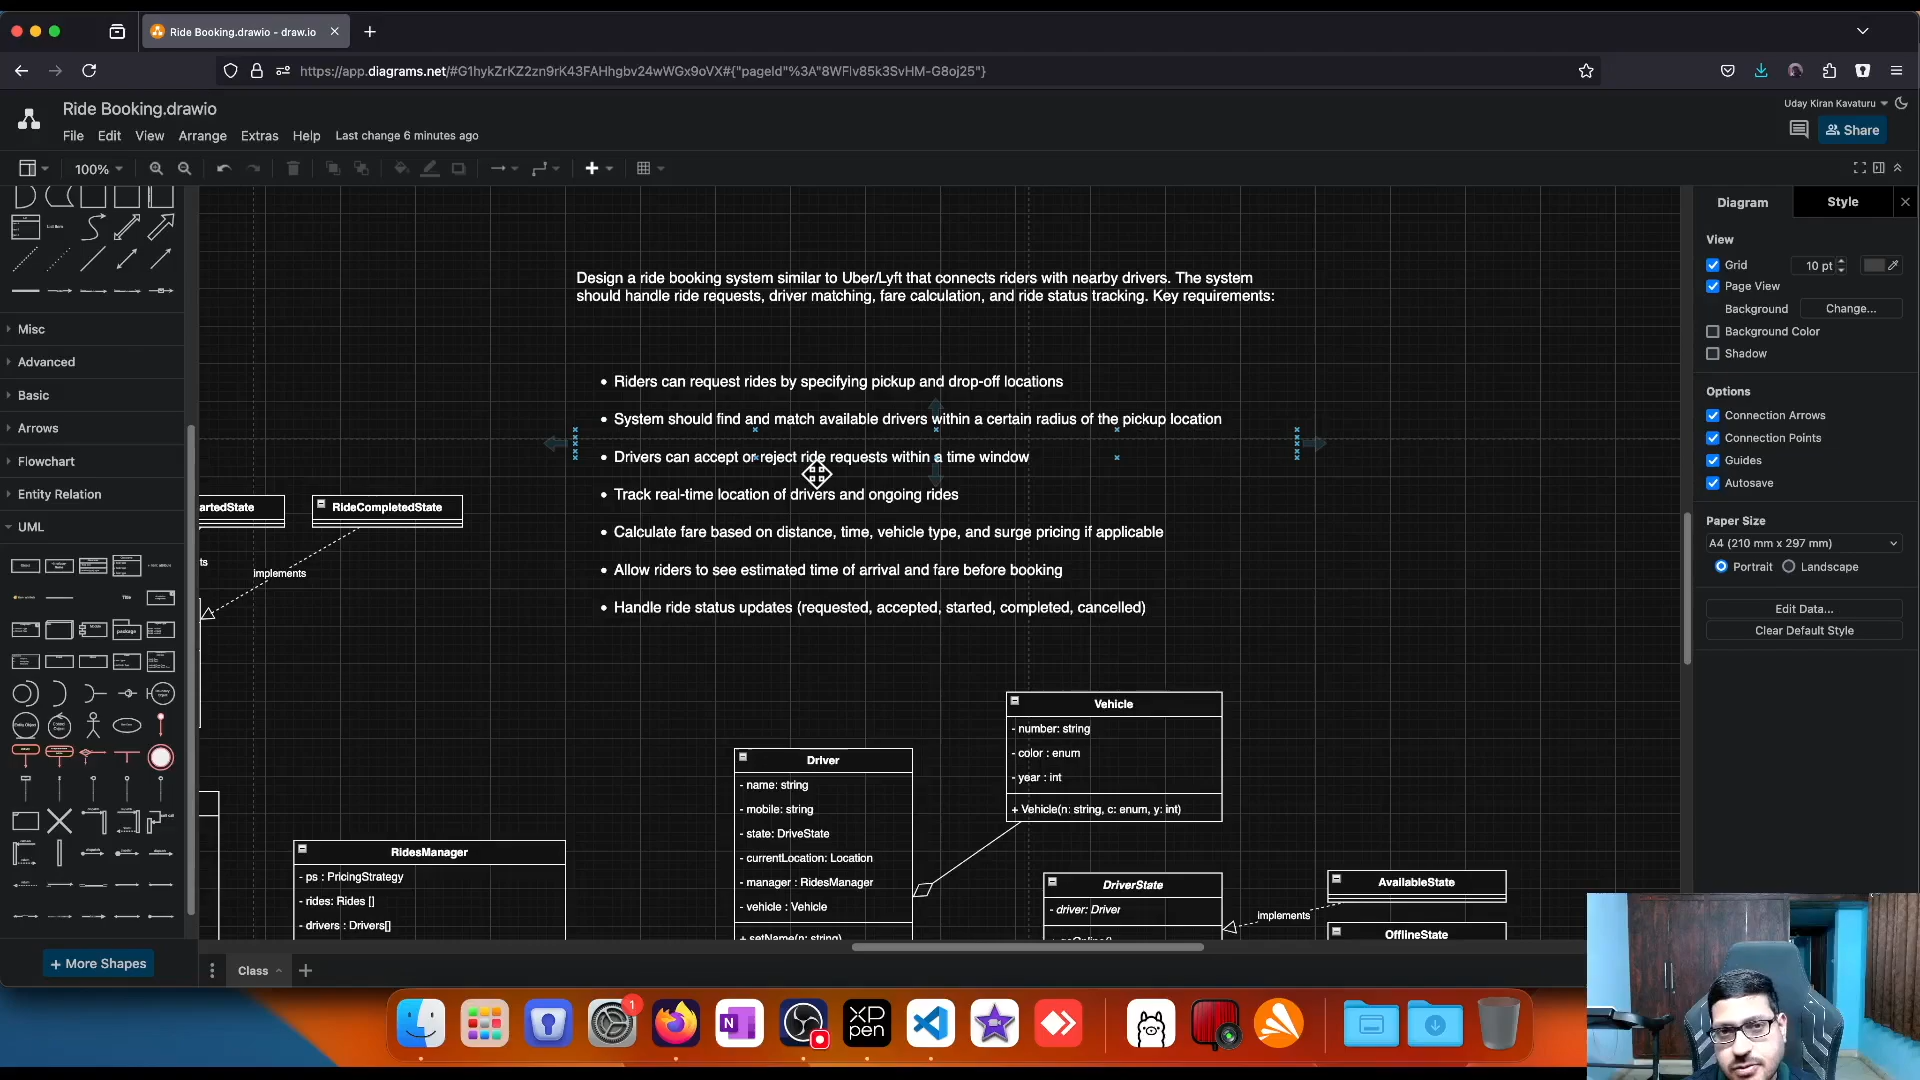 Ride Booking.drawio - draw.io
https://app.diagrams.net/#G1hykZrKZ2zn9rK43FAHhgbv24wWGx9oVX#{"pageId"%3A"8WFlv85k3SvHM-G8oj25"}
Ride Booking.drawio
Uday Kiran Kavaturu
File Edit View Arrange Extras Help Last change 6 minutes ago
Share
100%
Diagram
Style
Design a ride booking system similar to Uber/Lyft that connects riders with nearby drivers. The system
should handle ride requests, driver matching, fare calculation, and ride status tracking. Key requirements:
• Riders can request rides by specifying pickup and drop-off locations
• System should find and match available drivers within a certain radius of the pickup location
• Drivers can accept or reject ride requests within a time window
• Track real-time location of drivers and ongoing rides
• Calculate fare based on distance, time, vehicle type, and surge pricing if applicable
• Allow riders to see estimated time of arrival and fare before booking
• Handle ride status updates (requested, accepted, started, completed, cancelled)
Misc
Advanced
Basic
Arrows
Flowchart
Entity Relation
UML
Title
package
+ More Shapes
artedState
RideCompletedState
ts
implements
RidesManager
- ps : PricingStrategy
- rides: Rides []
- drivers : Drivers[]
Driver
- name: string
- mobile: string
- state: DriveState
- currentLocation: Location
- manager : RidesManager
- vehicle : Vehicle
+ setName(n: string)
Vehicle
- number: string
- color : enum
- year : int
+ Vehicle(n: string, c: enum, y: int)
DriverState
- driver: Driver
+ goOnline()
implements
AvailableState
OfflineState
View
Grid
10 pt
Page View
Background
Change...
Background Color
Shadow
Options
Connection Arrows
Connection Points
Guides
Autosave
Paper Size
A4 (210 mm x 297 mm)
Portrait
Landscape
Edit Data...
Clear Default Style
Class
1
N
XP
pen